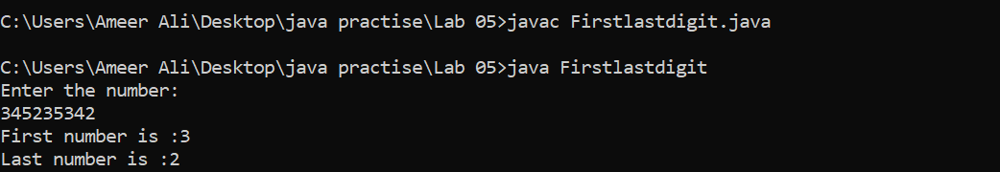 C:\Users\Ameer Ali\Desktop\java practise\Lab 05>javac Firstlastdigit.java
C:\Users\Ameer Ali\Desktop\java practise\Lab 05>java Firstlastdigit
Enter the number:
345235342
First number is :3
Last number is :2